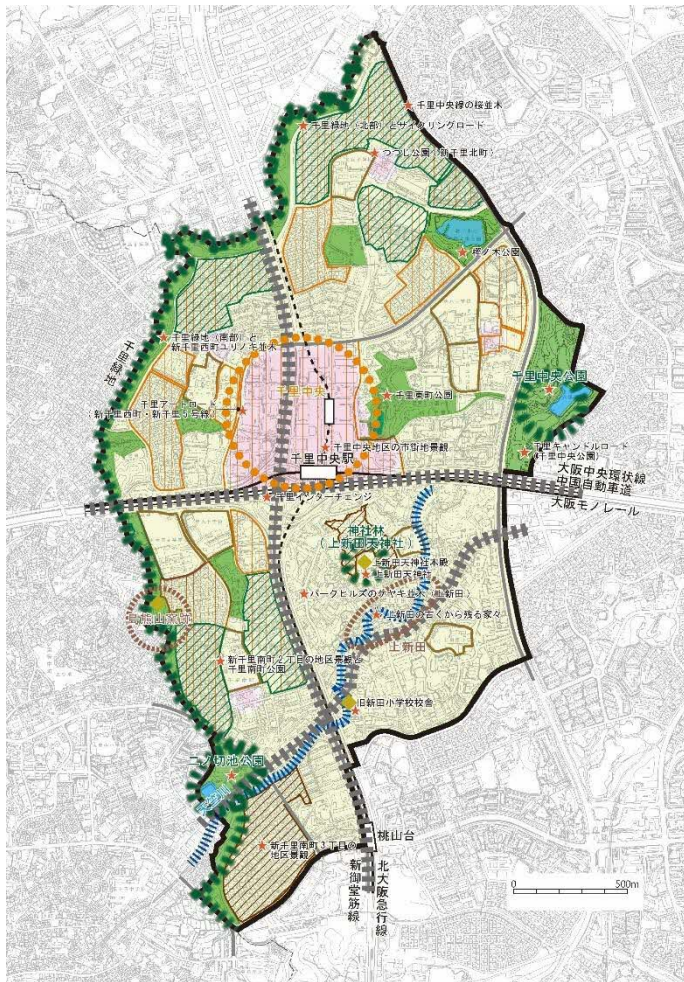 千里中央線の桜並木
千里緑地（北部）とサイクリングロード
つつじ公園（新千里北町）
樫ノ木公園
千里緑地（南部）と
新千里西町ユリノキ並木
千里緑地
千里中央
千里アートロード
（新千里西町・新千里5号線）
千里東町公園
千里中央公園
千里中央地区の市街地景観
千里中央駅
千里キャンドルロード
（千里中央公園）
大阪中央環状線
中国自動車道
大阪モノレール
千里インターチェンジ
神社林
（上新田天神社）
上新田天神社本殿
上新田天神社
パークヒルズのケヤキ並木（上新田）
上新田の古くから残る家々
上新田
新千里南町2丁目の地区景観と
千里南町公園
旧新田小学校校舎
二ノ切池公園
新千里南町3丁目の
地区景観
桃山台
新御堂筋線
北大阪急行線
0
500m